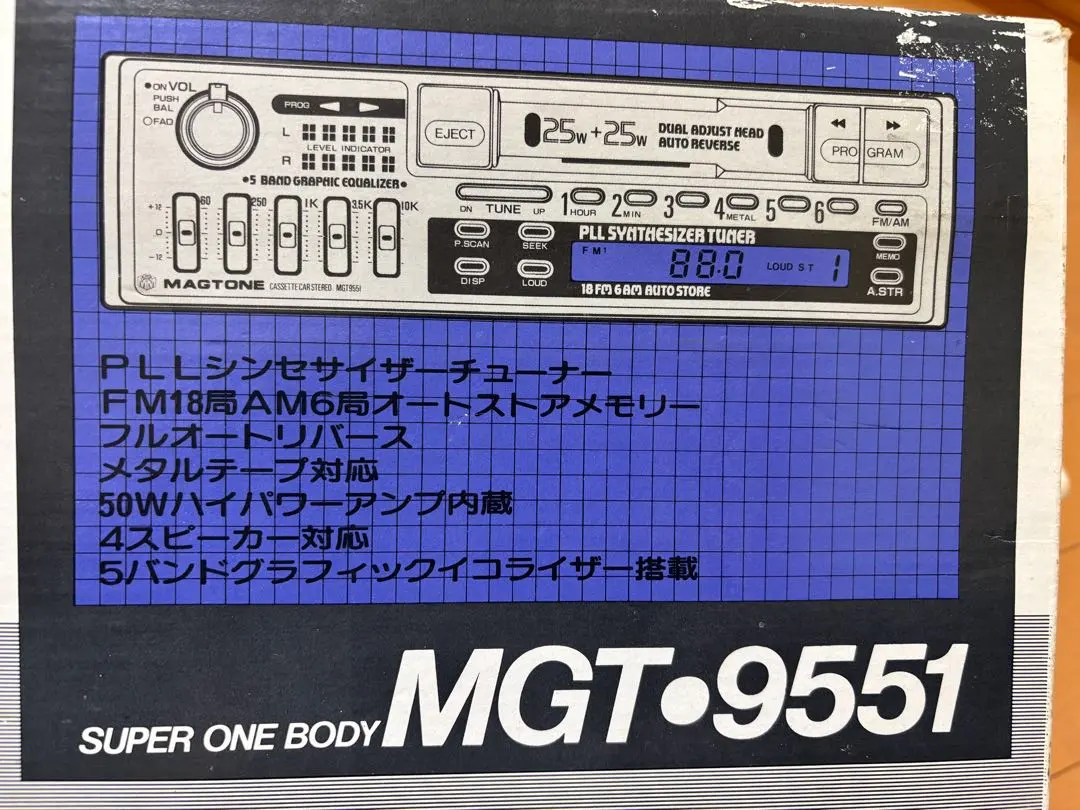 ON VOL
PUSH
BAL
FAD
PROG
L
LEVEL INDICATOR
R
•5 BAND GRAPHIC EQUALIZER•
+12
0
-12
60
250
1K
3.5K
10K
MAGTONE CASSETTE CAR STEREO MGT9551
EJECT
25W+25W
DUAL ADJUST HEAD
AUTO REVERSE
PROGRAM
DN TUNE UP
1 HOUR
2 MIN
3
4 METAL
5
6
FM/AM
P.SCAN
SEEK
DISP
LOUD
PLL SYNTHESIZER TUNER
FM1
88.0
LOUD ST
1
18 FM 6 AM AUTO STORE
MEMO
A.STR
PLLシンセサイザーチューナー
FM18局AM6局オートストアメモリー
フルオートリバース
メタルテープ対応
50Wハイパワーアンプ内蔵
4スピーカー対応
5バンドグラフィックイコライザー搭載
SUPER ONE BODY MGT•9551